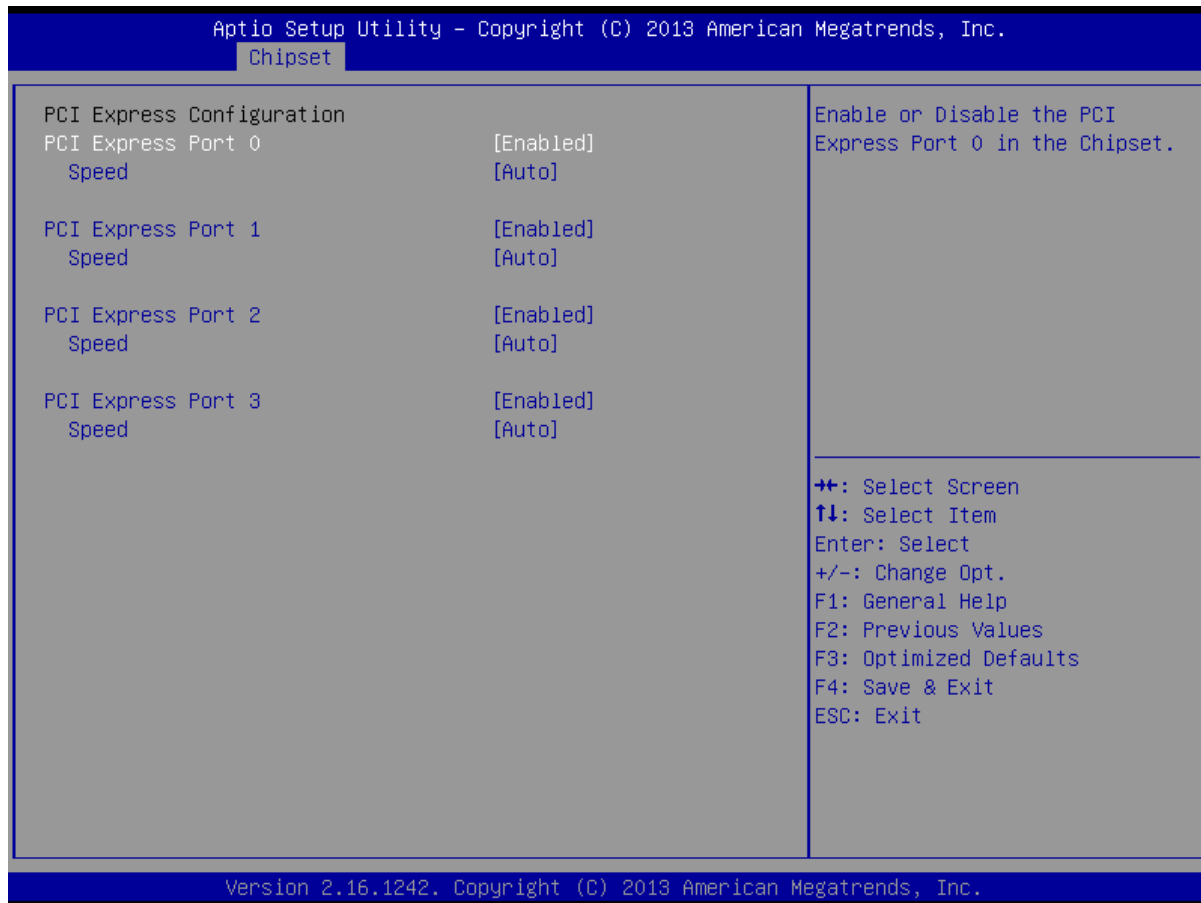 Aptio Setup Utility – Copyright (C) 2013 American Megatrends, Inc.
Chipset
PCI Express Configuration
PCI Express Port 0 [Enabled]
Speed [Auto]
PCI Express Port 1 [Enabled]
Speed [Auto]
PCI Express Port 2 [Enabled]
Speed [Auto]
PCI Express Port 3 [Enabled]
Speed [Auto]
Enable or Disable the PCI
Express Port 0 in the Chipset.
→←: Select Screen
↑↓: Select Item
Enter: Select
+/-: Change Opt.
F1: General Help
F2: Previous Values
F3: Optimized Defaults
F4: Save & Exit
ESC: Exit
Version 2.16.1242. Copyright (C) 2013 American Megatrends, Inc.